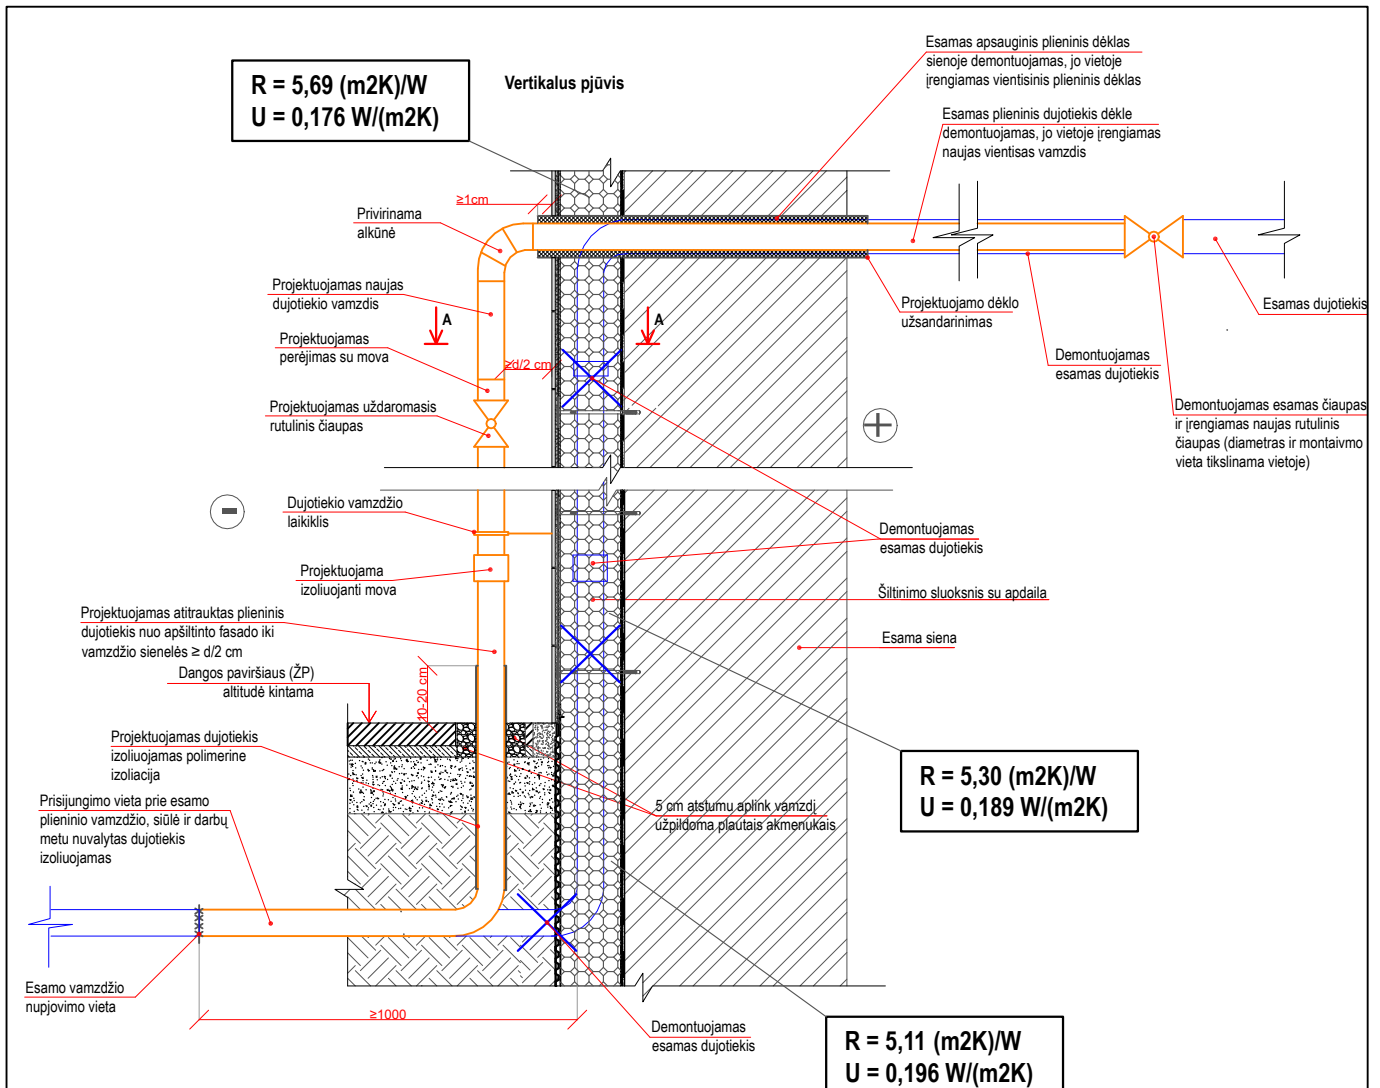 R = 5,69 (m2K)/W
U = 0,176 W/(m2K)
Vertikalus pjūvis
Esamas apsauginis plieninis dėklas
sienoje demontuojamas, jo vietoje
įrengiamas vientisinis plieninis dėklas
Esamas plieninis dujotiekis dėkle
demontuojamas, jo vietoje įrengiamas
naujas vientisas vamzdis
≥1cm
Privirinama
alkūnė
Projektuojamas naujas
dujotiekio vamzdis
A
A
Projektuojamo dėklo
užsandarinimas
Esamas dujotiekis
Projektuojamas
perėjimas su mova
≥d/2 cm
Demontuojamas
esamas dujotiekis
Projektuojamas uždaromasis
rutulinis čiaupas
Demontuojamas esamas čiaupas
ir įrengiamas naujas rutulinis
čiaupas (diametras ir montaivmo
vieta tikslinama vietoje)
Dujotiekio vamzdžio
laikiklis
Demontuojamas
esamas dujotiekis
Projektuojama
izoliuojanti mova
Šiltinimo sluoksnis su apdaila
Projektuojamas atitrauktas plieninis
dujotiekis nuo apšiltinto fasado iki
vamzdžio sienelės ≥ d/2 cm
Esama siena
Dangos paviršiaus (ŽP)
altitudė kintama
10-20 cm
Projektuojamas dujotiekis
izoliuojamas polimerine
izoliacija
R = 5,30 (m2K)/W
U = 0,189 W/(m2K)
Prisijungimo vieta prie esamo
plieninio vamzdžio, siūlė ir darbų
metu nuvalytas dujotiekis
izoliuojamas
5 cm atstumu aplink vamzdį
užpildoma plautais akmenukais
Esamo vamzdžio
nupjovimo vieta
≥1000
Demontuojamas
esamas dujotiekis
R = 5,11 (m2K)/W
U = 0,196 W/(m2K)